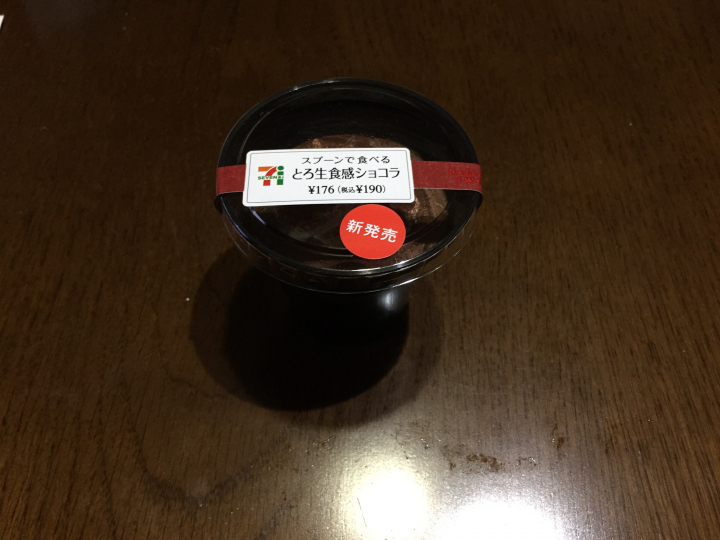 スプーンで食べる
SEVEN&i
とろ生食感ショコラ
¥176(税込¥190)
新発売